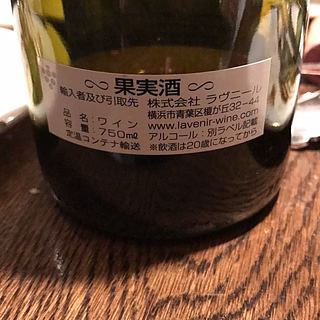 ∽ 果実酒 ∽
輸入者及び引取先 株式会社 ラヴニール
横浜市青葉区榎が丘32-44
品名:ワイン www.lavenir-wine.com
容量:750ml アルコール:別ラベル記載
定温コンテナ輸送 ※飲酒は20歳になってから